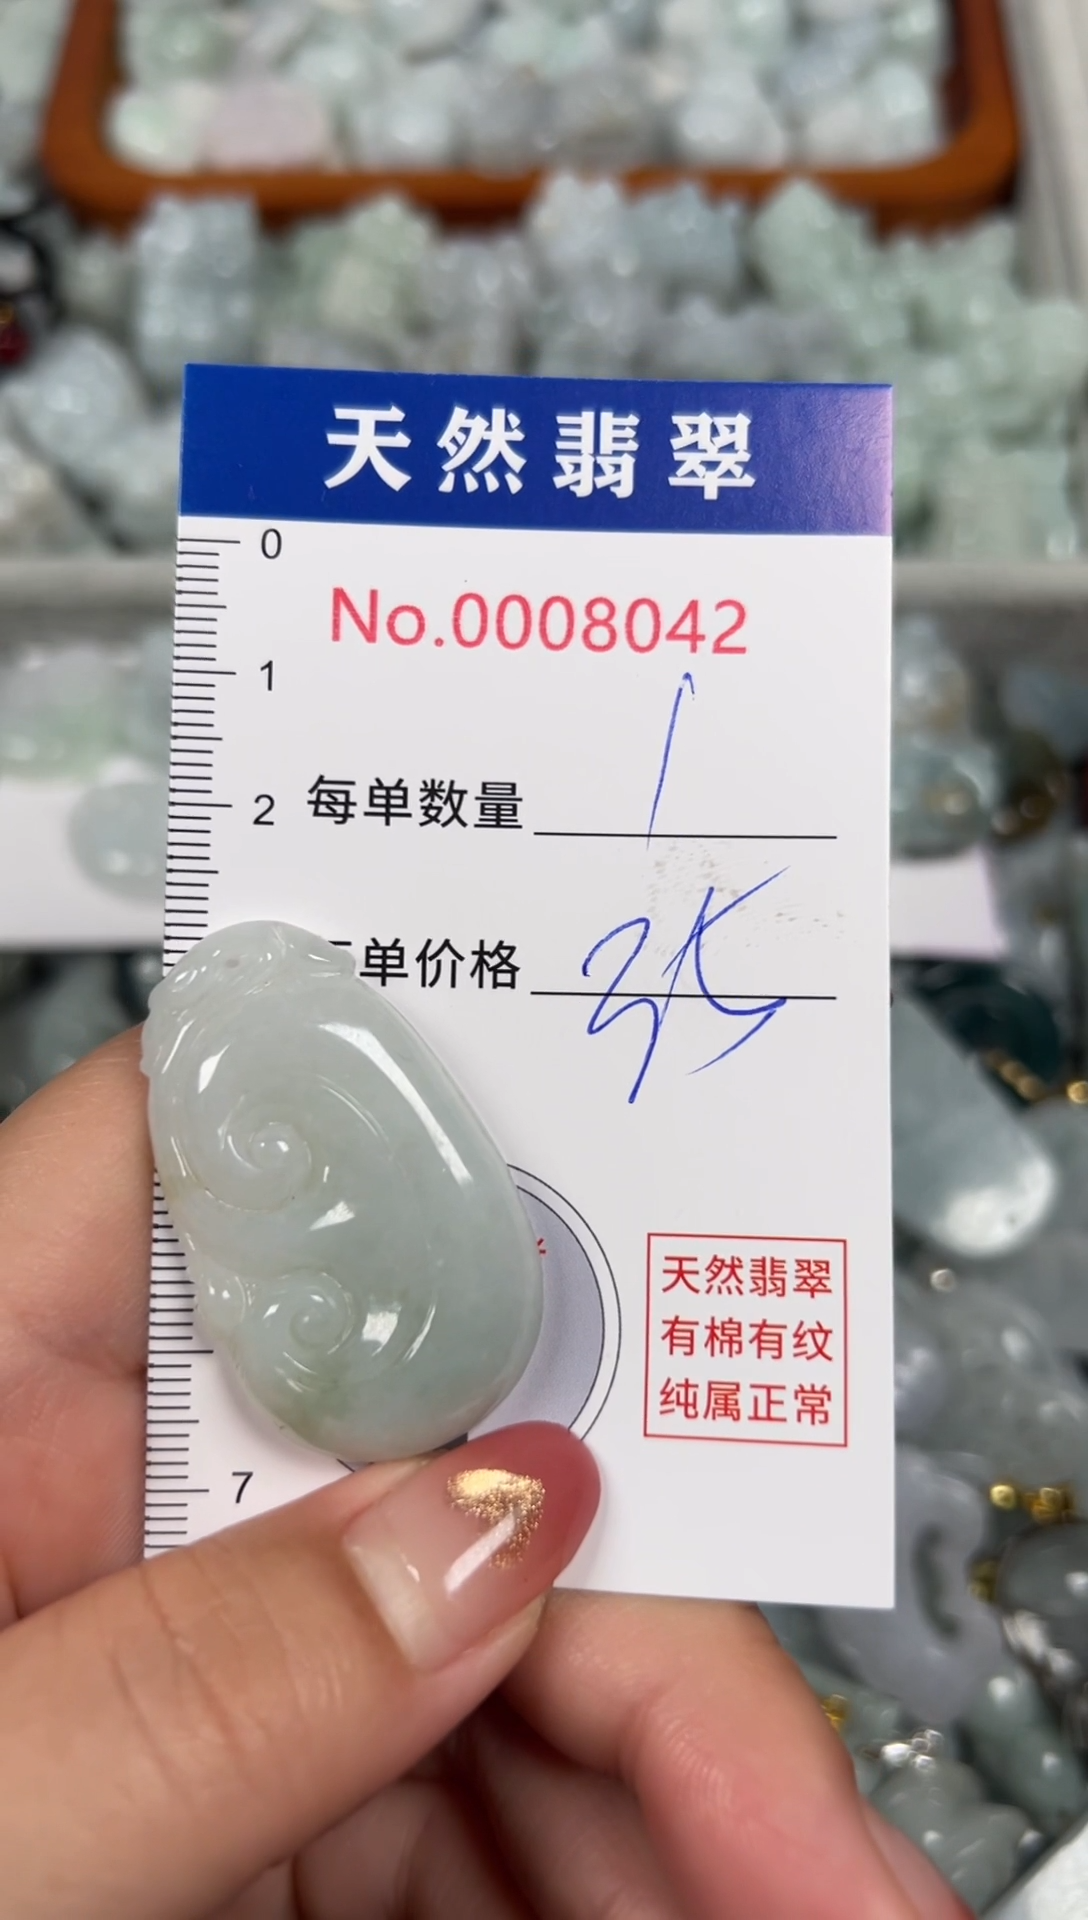 天然翡翠
0
No.0008042
1
2
每单数量 1
单价格
天然翡翠
有棉有纹
纯属正常
7